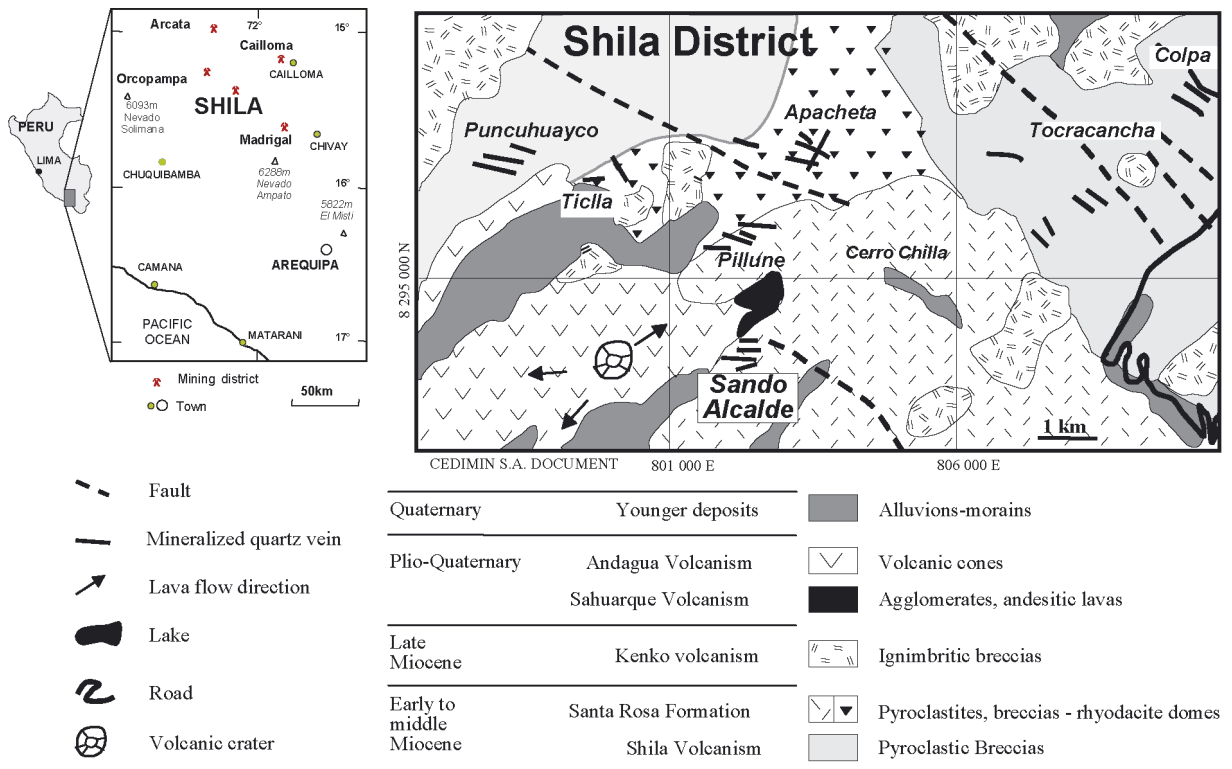 Arcata
72°
15°
Cailloma
CAILLOMA
Orcopampa
6093m
Nevado
Solimana
SHILA
PERU
Madrigal
CHIVAY
LIMA
CHUQUIBAMBA
6288m
Nevado
Ampato
16°
5822m
El Misti
AREQUIPA
CAMANA
PACIFIC
OCEAN
MATARANI
17°
Mining district
Town
50km
Shila District
Colpa
Apacheta
Puncuhuayco
Tocracancha
Ticlla
Pillune
Cerro Chilla
8 295 000 N
Sando
Alcalde
1 km
CEDIMIN S.A. DOCUMENT
801 000 E
806 000 E
Fault
Mineralized quartz vein
Lava flow direction
Lake
Road
Volcanic crater
Quaternary Younger deposits Alluvions-morains
Plio-Quaternary Andagua Volcanism Volcanic cones
Sahuarque Volcanism Agglomerates, andesitic lavas
Late
Miocene
Kenko volcanism Ignimbritic breccias
Early to
middle
Miocene
Santa Rosa Formation Pyroclastites, breccias - rhyodacite domes
Shila Volcanism Pyroclastic Breccias